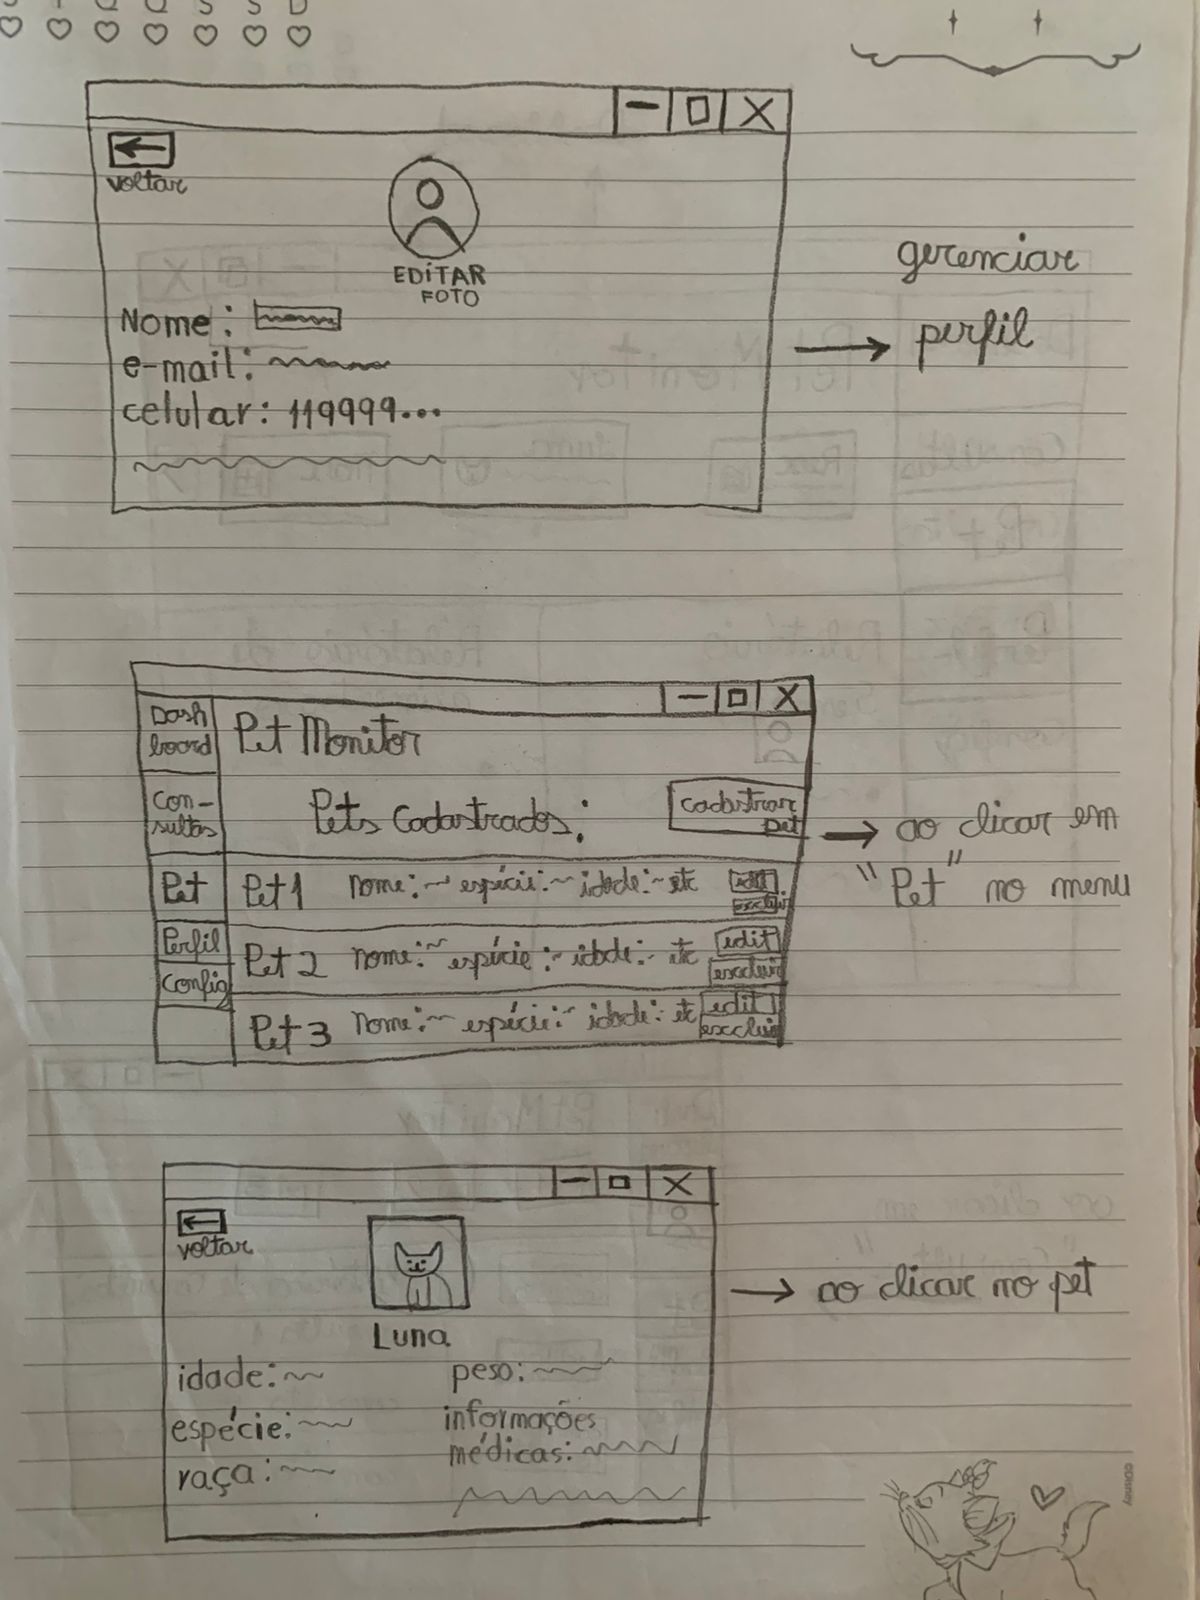 S S D
voltar
EDITAR
FOTO
Nome:
e-mail:
celular: 119999...
gerenciar
perfil
Dash
board
Pet Monitor
Con-
sultas
Pets Cadastrados:
cadastrar
pet
ao clicar em
"Pet" no menu
Pet
Pet 1 nome:~ espécie:~ idade:~ etc
edit
excluir
Perfil
Pet 2 nome:~ espécie:~ idade:~ etc
edit
excluir
Config
Pet 3 nome:~ espécie:~ idade:~ etc
edit
excluir
voltar
ao clicar no pet
Luna
idade:
peso:
espécie:
informações
médicas:
raça:
©Disney